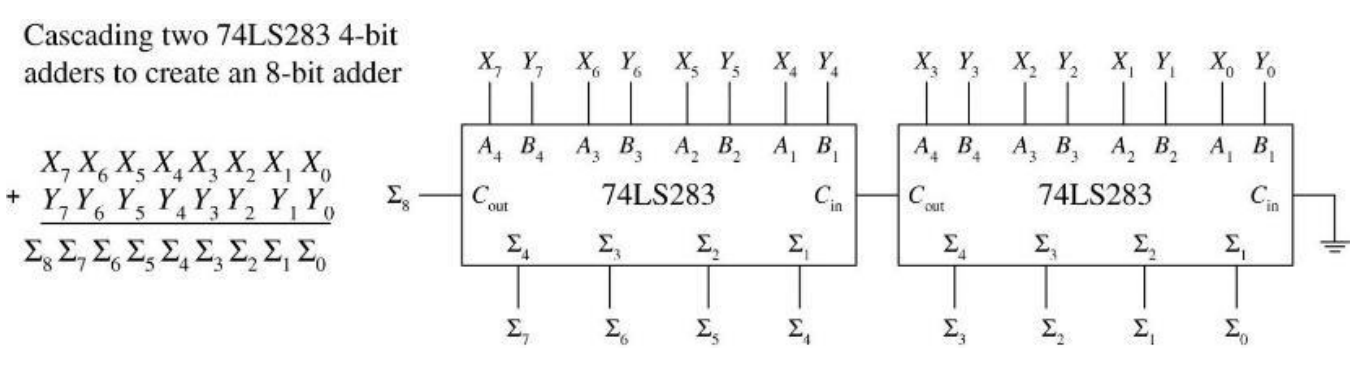 Cascading two 74LS283 4-bit
adders to create an 8-bit adder
X₇ X₆ X₅ X₄ X₃ X₂ X₁ X₀
+ Y₇ Y₆ Y₅ Y₄ Y₃ Y₂ Y₁ Y₀
Σ₈ Σ₇ Σ₆ Σ₅ Σ₄ Σ₃ Σ₂ Σ₁ Σ₀
X₇ Y₇ X₆ Y₆ X₅ Y₅ X₄ Y₄
A₄ B₄ A₃ B₃ A₂ B₂ A₁ B₁
Σ₈ Cout 74LS283 Cin
Σ₄ Σ₃ Σ₂ Σ₁
Σ₇ Σ₆ Σ₅ Σ₄
X₃ Y₃ X₂ Y₂ X₁ Y₁ X₀ Y₀
A₄ B₄ A₃ B₃ A₂ B₂ A₁ B₁
Cout 74LS283 Cin
Σ₄ Σ₃ Σ₂ Σ₁
Σ₃ Σ₂ Σ₁ Σ₀